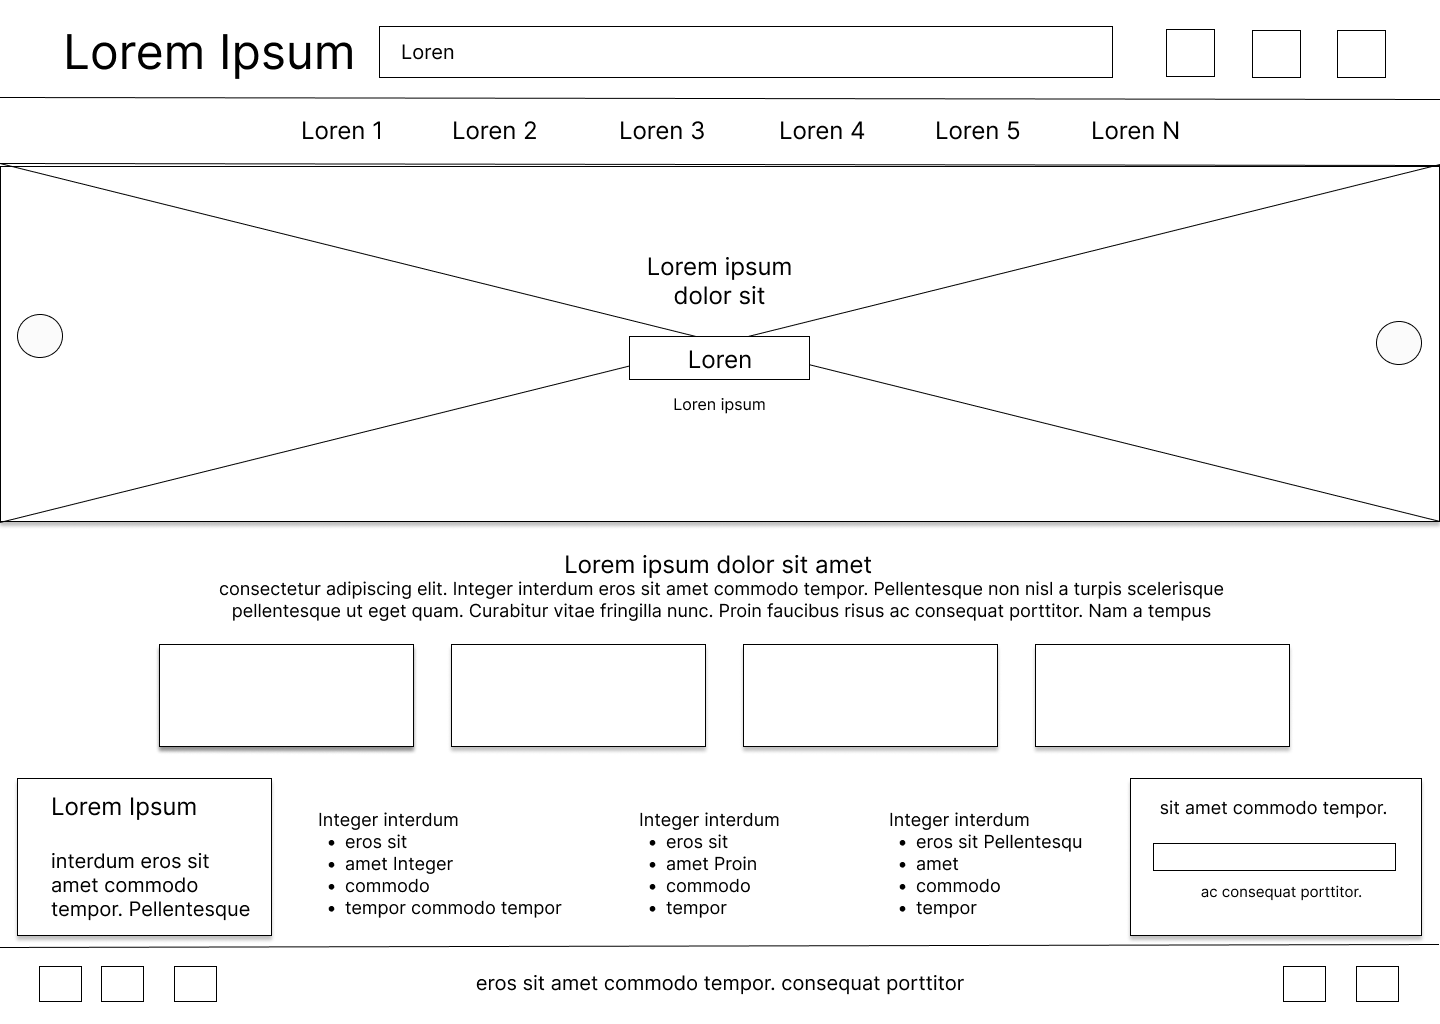 Lorem Ipsum
Loren
Loren 1
Loren 2
Loren 3
Loren 4
Loren 5
Loren N
Lorem ipsum
dolor sit
Loren
Loren ipsum
Lorem ipsum dolor sit amet
consectetur adipiscing elit. Integer interdum eros sit amet commodo tempor. Pellentesque non nisl a turpis scelerisque
pellentesque ut eget quam. Curabitur vitae fringilla nunc. Proin faucibus risus ac consequat porttitor. Nam a tempus
Lorem Ipsum
interdum eros sit
amet commodo
tempor. Pellentesque
Integer interdum
• eros sit
• amet Integer
• commodo
• tempor commodo tempor
Integer interdum
• eros sit
• amet Proin
• commodo
• tempor
Integer interdum
• eros sit Pellentesqu
• amet
• commodo
• tempor
sit amet commodo tempor.
ac consequat porttitor.
eros sit amet commodo tempor. consequat porttitor